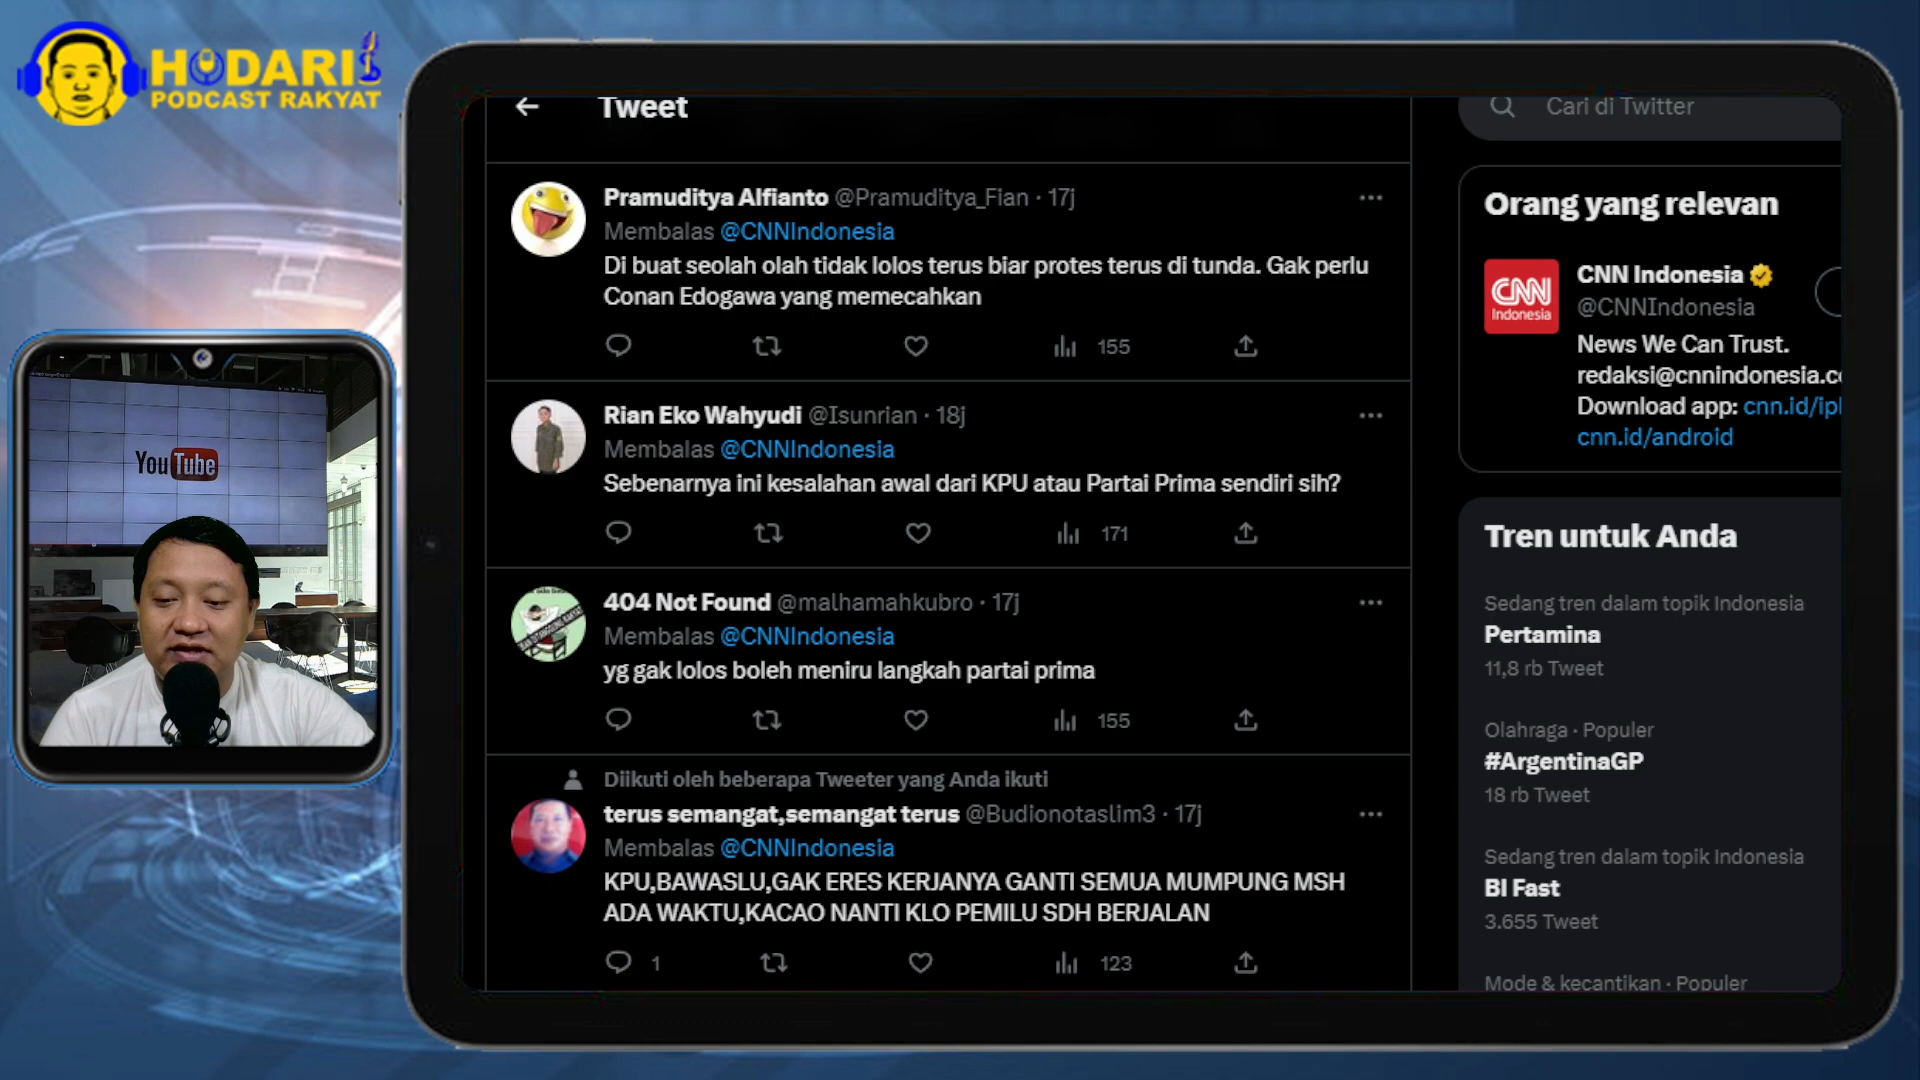 HODARI
PODCAST RAKYAT
YouTube
Tweet
Pramuditya Alfianto @Pramuditya_Fian · 17j
Membalas @CNNIndonesia
Di buat seolah olah tidak lolos terus biar protes terus di tunda. Gak perlu
Conan Edogawa yang memecahkan
155
Rian Eko Wahyudi @Isunrian · 18j
Membalas @CNNIndonesia
Sebenarnya ini kesalahan awal dari KPU atau Partai Prima sendiri sih?
171
404 Not Found @malhamahkubro · 17j
Membalas @CNNIndonesia
yg gak lolos boleh meniru langkah partai prima
155
Diikuti oleh beberapa Tweeter yang Anda ikuti
terus semangat,semangat terus @Budionotaslim3 · 17j
Membalas @CNNIndonesia
KPU,BAWASLU,GAK ERES KERJANYA GANTI SEMUA MUMPUNG MSH
ADA WAKTU,KACAO NANTI KLO PEMILU SDH BERJALAN
1 123
Cari di Twitter
Orang yang relevan
CNN
Indonesia
CNN Indonesia
@CNNIndonesia
News We Can Trust.
redaksi@cnnindonesia.c
Download app: cnn.id/ip
cnn.id/android
Tren untuk Anda
Sedang tren dalam topik Indonesia
Pertamina
11,8 rb Tweet
Olahraga · Populer
#ArgentinaGP
18 rb Tweet
Sedang tren dalam topik Indonesia
BI Fast
3.655 Tweet
Mode & kecantikan · Populer